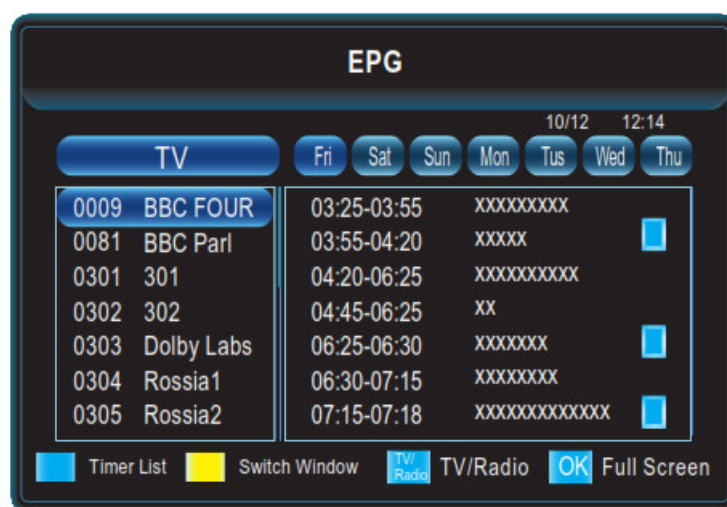 EPG
10/12 12:14
TV Fri Sat Sun Mon Tus Wed Thu
0009 BBC FOUR 03:25-03:55 xxxxxxxxx
0081 BBC Parl 03:55-04:20 xxxxx
0301 301 04:20-06:25 xxxxxxxxxx
0302 302 04:45-06:25 xx
0303 Dolby Labs 06:25-06:30 xxxxxxx
0304 Rossia1 06:30-07:15 xxxxxxxx
0305 Rossia2 07:15-07:18 xxxxxxxxxxxxx
Timer List Switch Window TV/Radio TV/Radio OK Full Screen